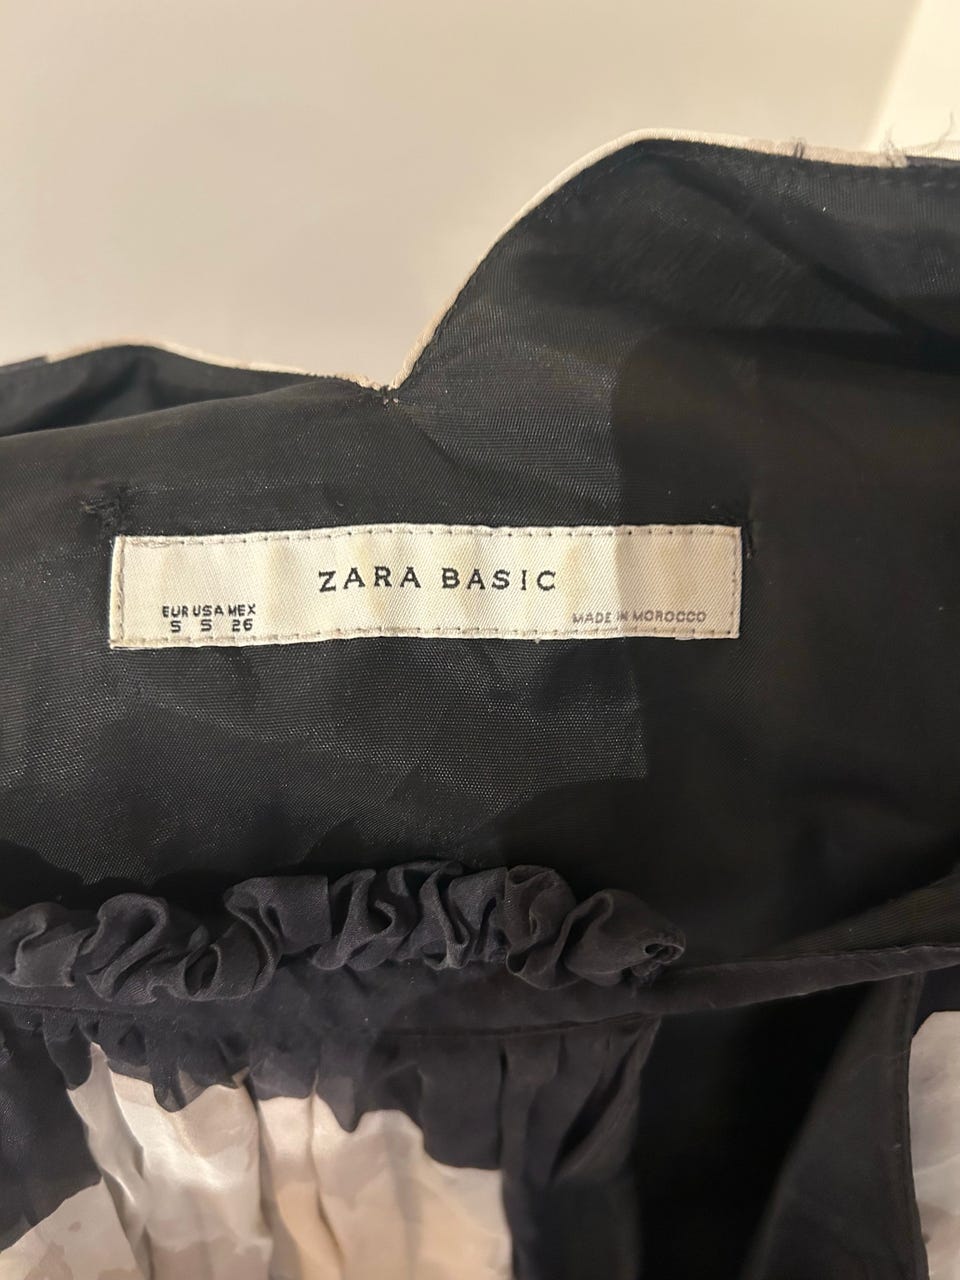 ZARA BASIC
EUR USA MEX
S S 26
MADE IN MOROCCO